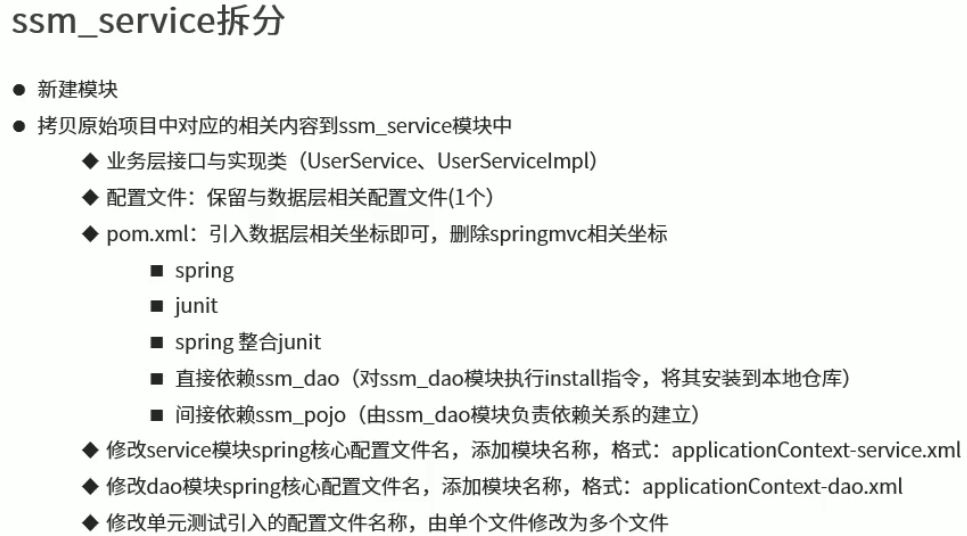 ssm_service拆分
● 新建模块
● 拷贝原始项目中对应的相关内容到ssm_service模块中
◆ 业务层接口与实现类（UserService、UserServiceImpl）
◆ 配置文件：保留与数据层相关配置文件(1个）
◆ pom.xml：引入数据层相关坐标即可，删除springmvc相关坐标
■ spring
■ junit
■ spring 整合junit
■ 直接依赖ssm_dao（对ssm_dao模块执行install指令，将其安装到本地仓库）
■ 间接依赖ssm_pojo（由ssm_dao模块负责依赖关系的建立）
◆ 修改service模块spring核心配置文件名，添加模块名称，格式：applicationContext-service.xml
◆ 修改dao模块spring核心配置文件名，添加模块名称，格式：applicationContext-dao.xml
◆ 修改单元测试引入的配置文件名称，由单个文件修改为多个文件